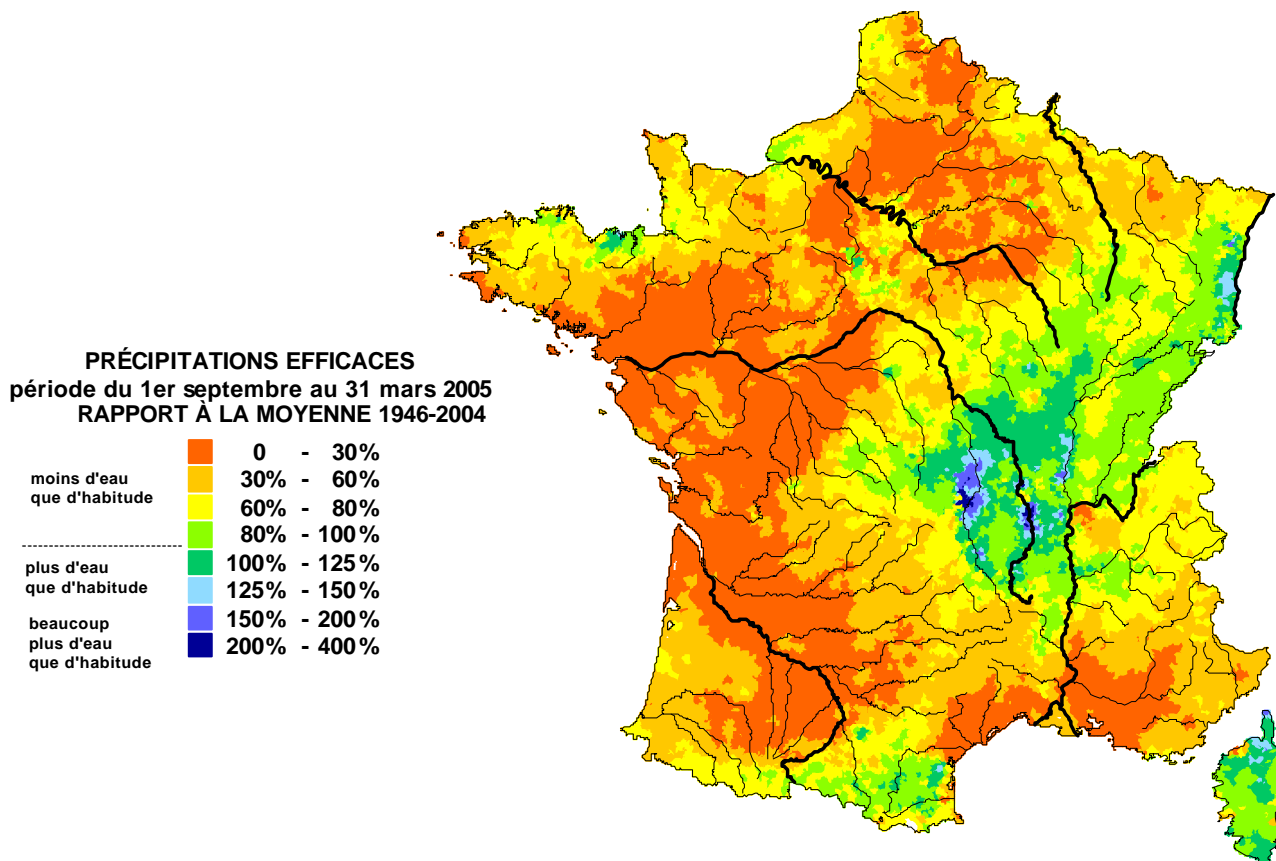 PRÉCIPITATIONS EFFICACES
période du 1er septembre au 31 mars 2005
RAPPORT À LA MOYENNE 1946-2004
moins d'eau
que d'habitude
plus d'eau
que d'habitude
beaucoup
plus d'eau
que d'habitude
0 - 30%
30% - 60%
60% - 80%
80% - 100%
100% - 125%
125% - 150%
150% - 200%
200% - 400%